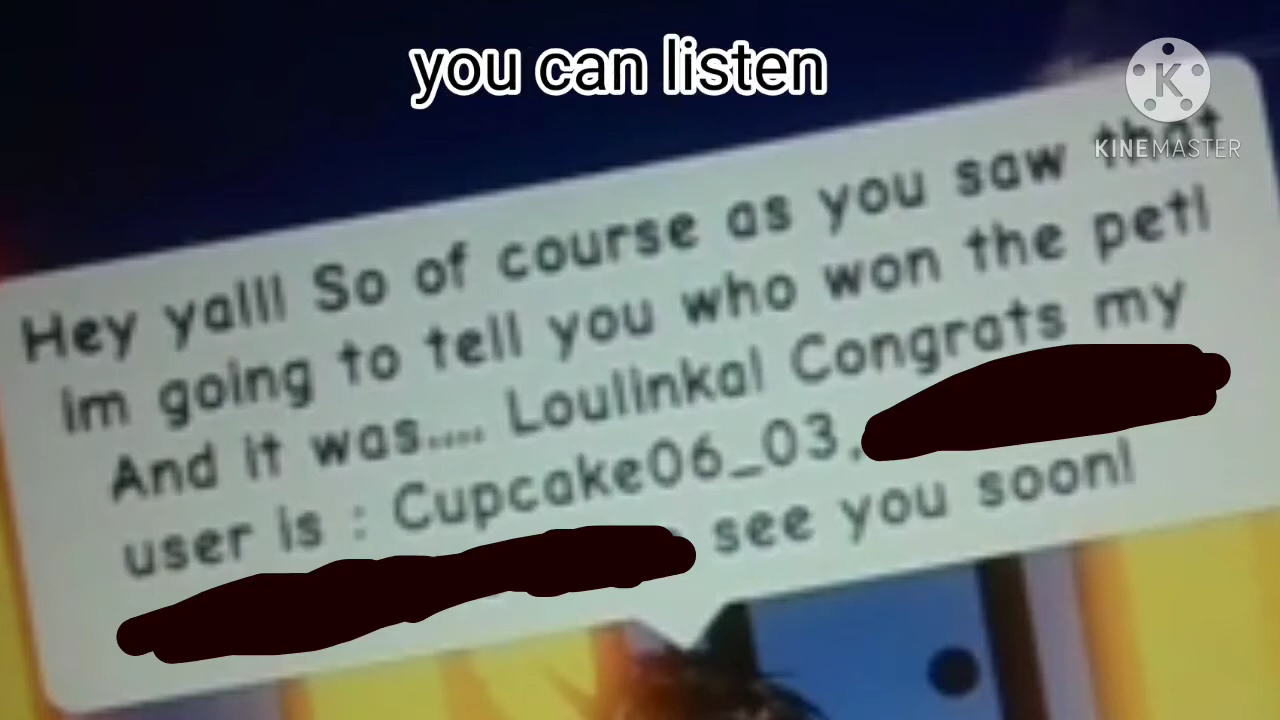 you can listen
KINEMASTER
Hey yall! So of course as you saw that
im going to tell you who won the pet!
And it was..... Loulinka! Congrats my
user is : Cupcake06_03,
see you soon!